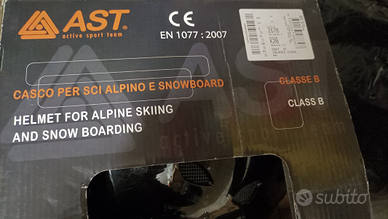 AST.
active sport team
CE
EN 1077 : 2007
CASCO PER SCI ALPINO E SNOWBOARD
CLASSE B
HELMET FOR ALPINE SKIING
AND SNOW BOARDING
CLASS B
subito